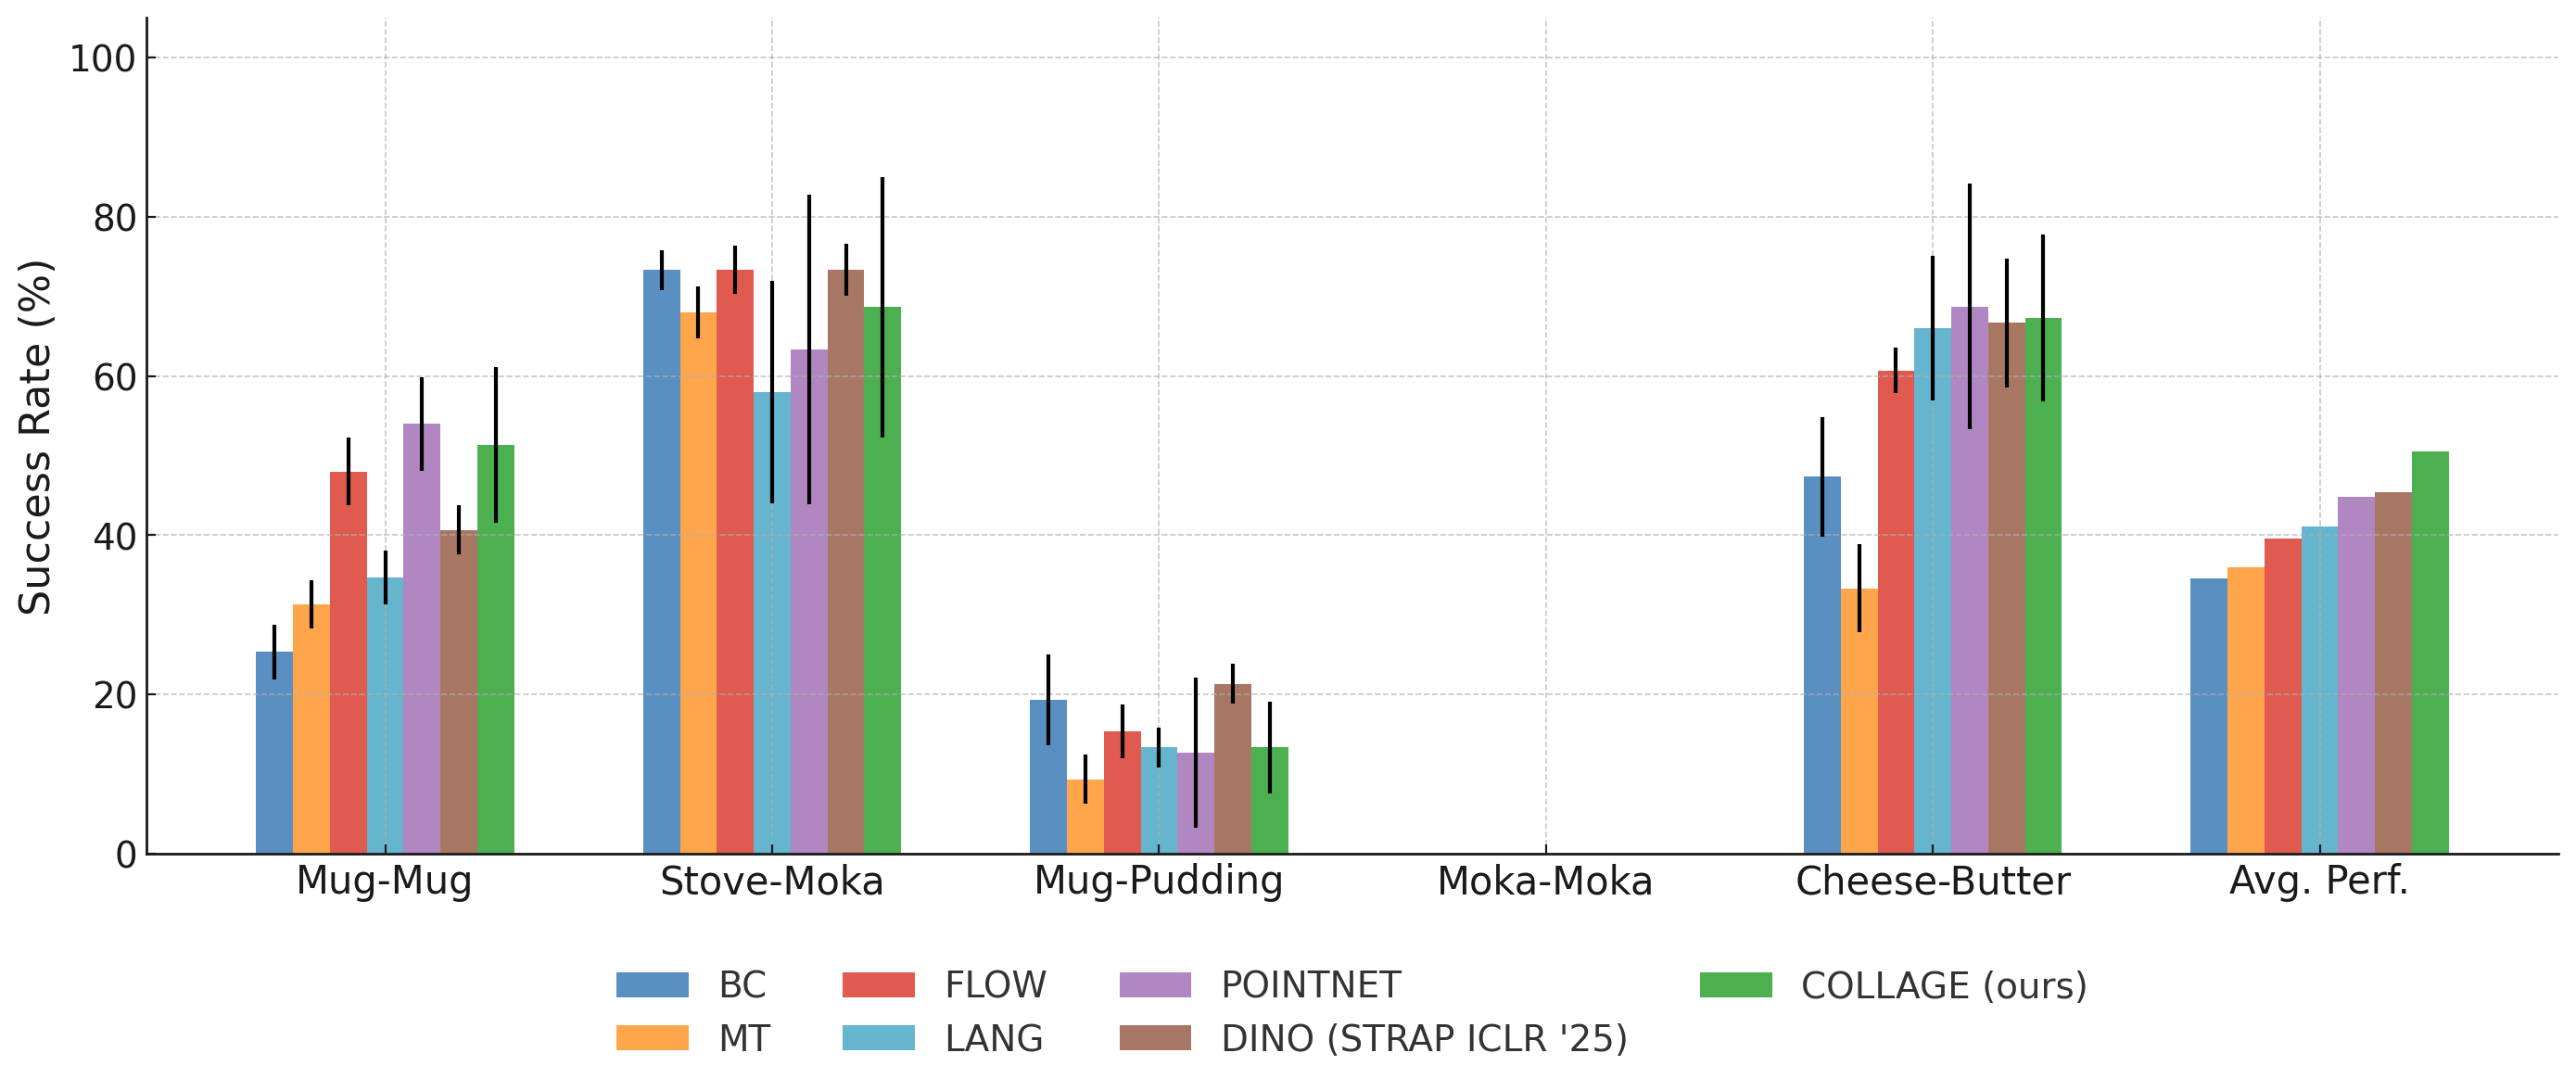 Success Rate (%)
100
80
60
40
20
0
Mug-Mug
Stove-Moka
Mug-Pudding
Moka-Moka
Cheese-Butter
Avg. Perf.
BC
MT
FLOW
LANG
POINTNET
DINO (STRAP ICLR '25)
COLLAGE (ours)